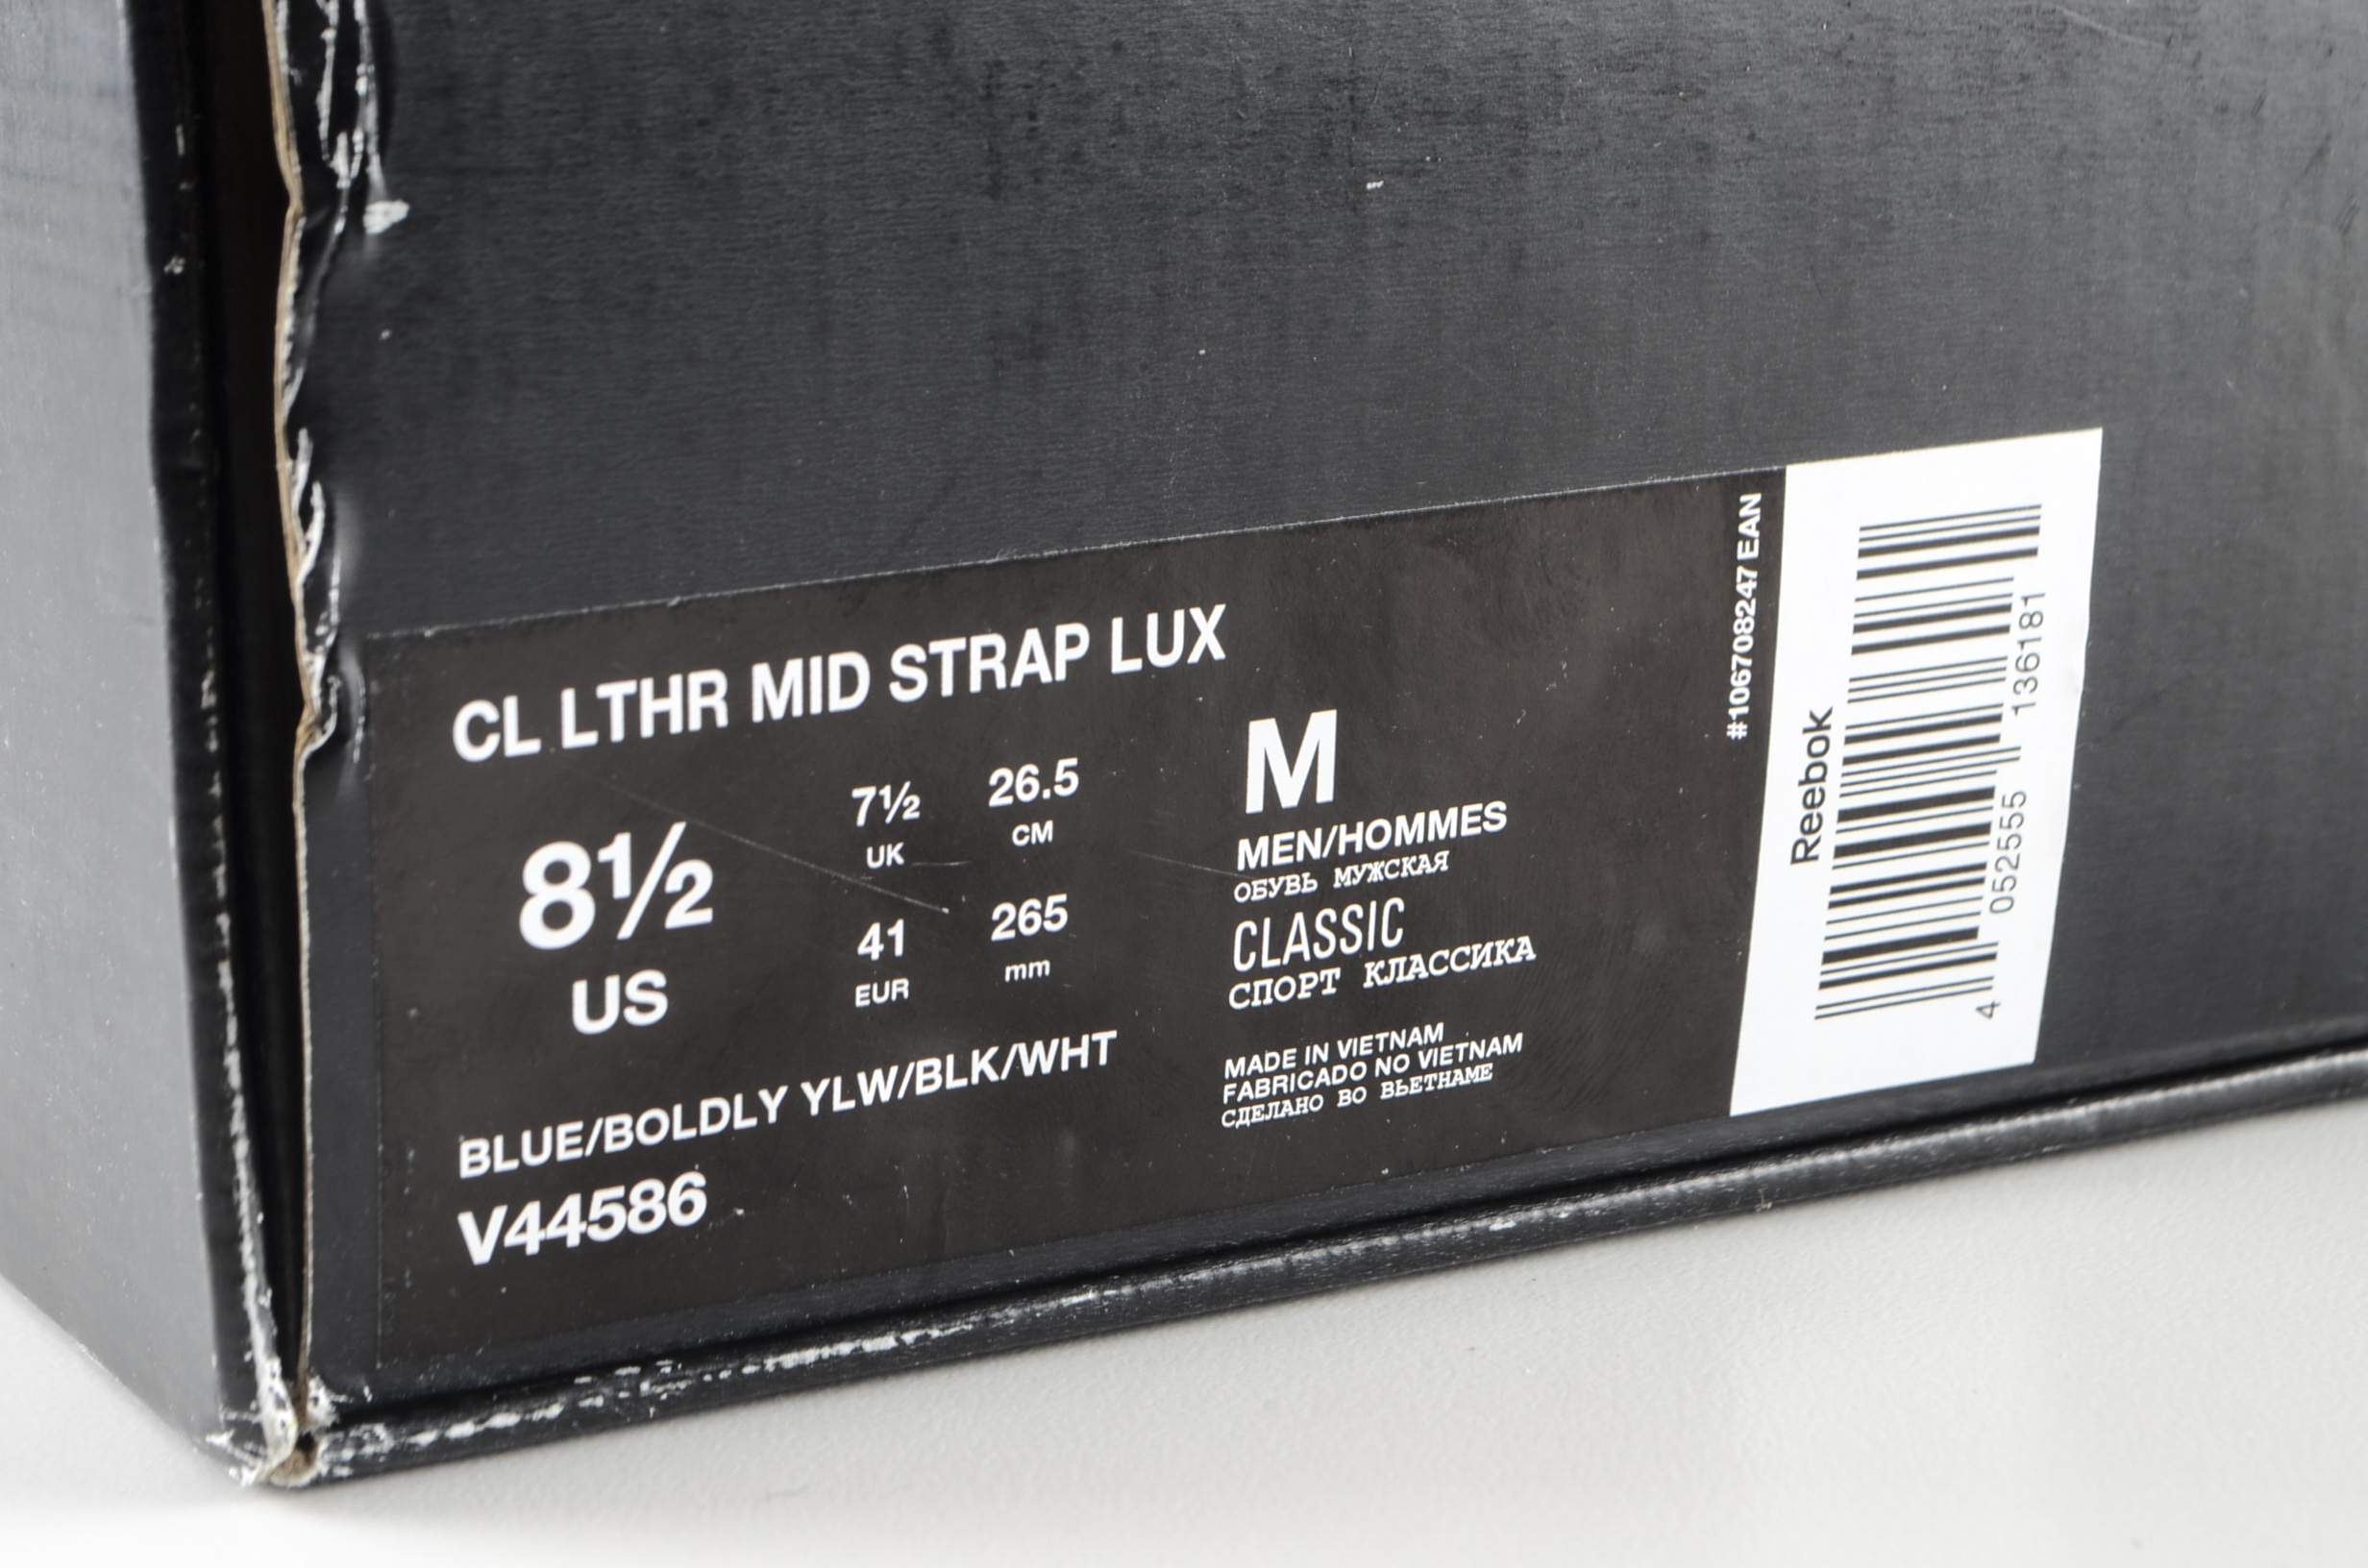 CL LTHR MID STRAP LUX
8½
US
7½
UK
26.5
CM
41
EUR
265
mm
BLUE/BOLDLY YLW/BLK/WHT
V44586
M
MEN/HOMMES
ОБУВЬ МУЖСКАЯ
CLASSIC
СПОРТ КЛАССИКА
MADE IN VIETNAM
FABRICADO NO VIETNAM
СДЕЛАНО ВО ВЬЕТНАМЕ
#106708247 EAN
Reebok
4 052555 136181